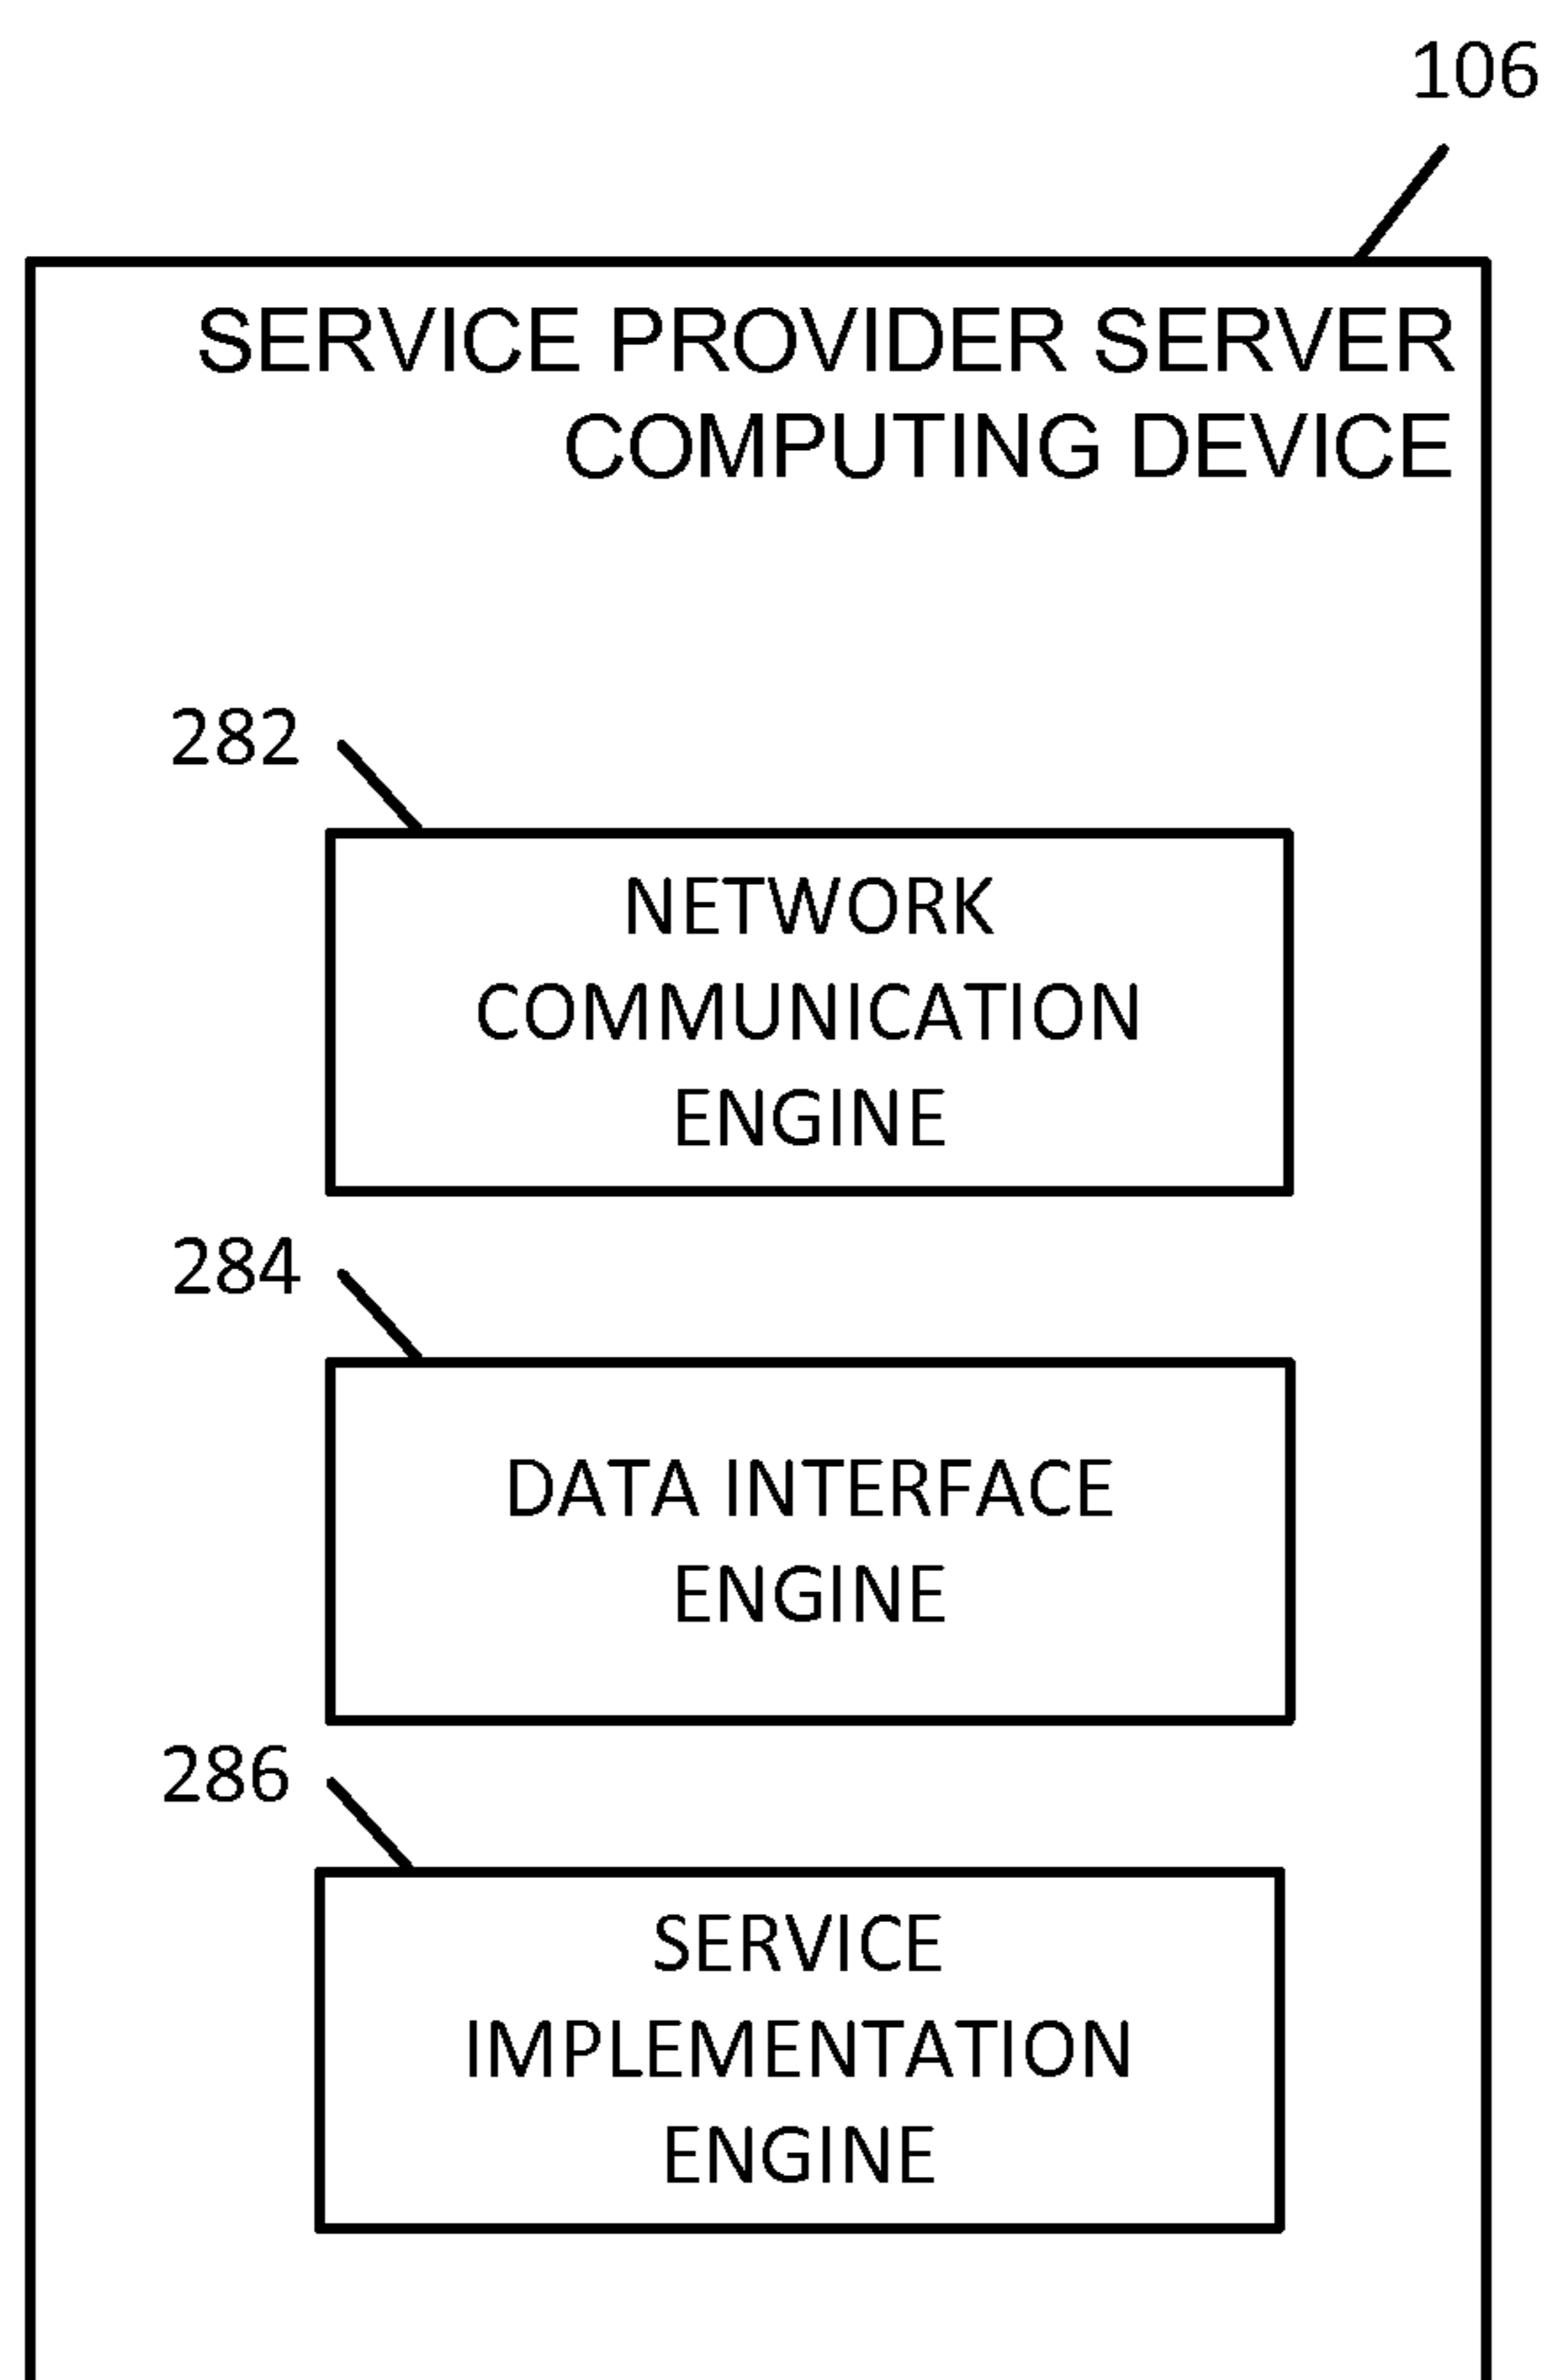 106
SERVICE PROVIDER SERVER
COMPUTING DEVICE
282
NETWORK
COMMUNICATION
ENGINE
284
DATA INTERFACE
ENGINE
286
SERVICE
IMPLEMENTATION
ENGINE